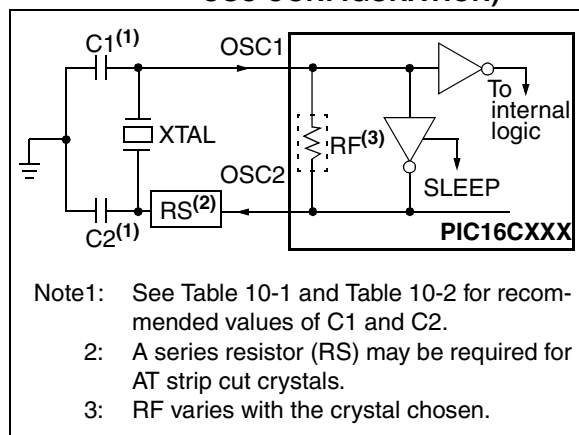 C1(1)
OSC1
To
internal
logic
XTAL
RF(3)
OSC2
SLEEP
RS(2)
C2(1)
PIC16CXXX
Note1: See Table 10-1 and Table 10-2 for recom-
mended values of C1 and C2.
2: A series resistor (RS) may be required for
AT strip cut crystals.
3: RF varies with the crystal chosen.